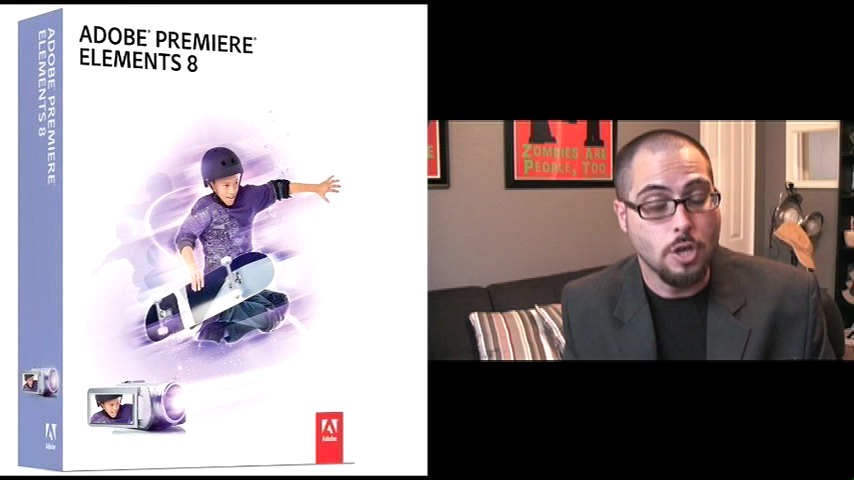 ADOBE® PREMIERE®
ELEMENTS 8
ADOBE PREMIERE
ELEMENTS 8
Adobe
Adobe
ZOMBIES ARE
PEOPLE, TOO
E